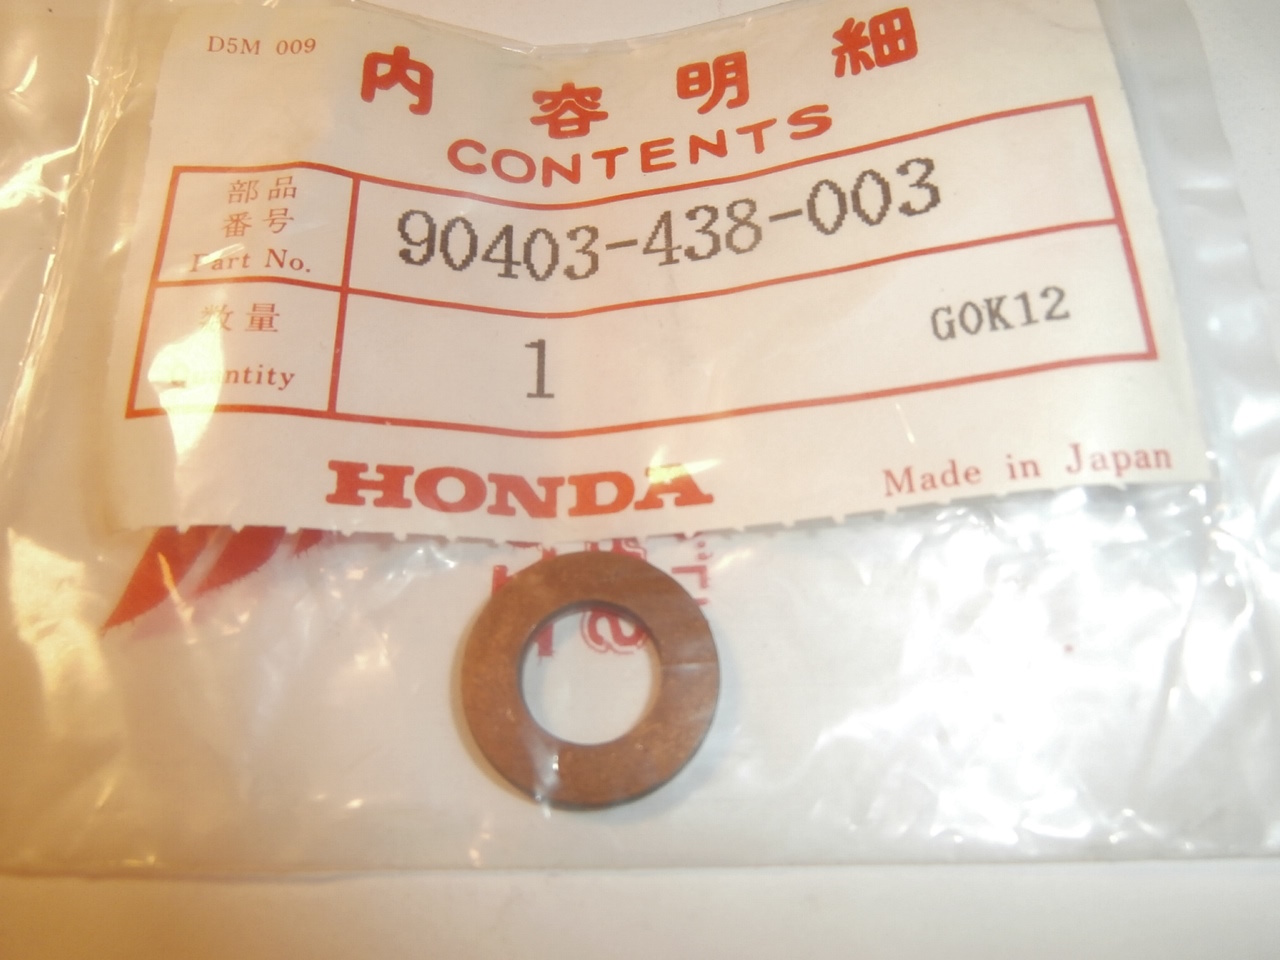 D5M 009
内容明細
CONTENTS
部品
番号
Part No.
90403-438-003
数量
Quantity
1
GOK12
HONDA
Made in Japan